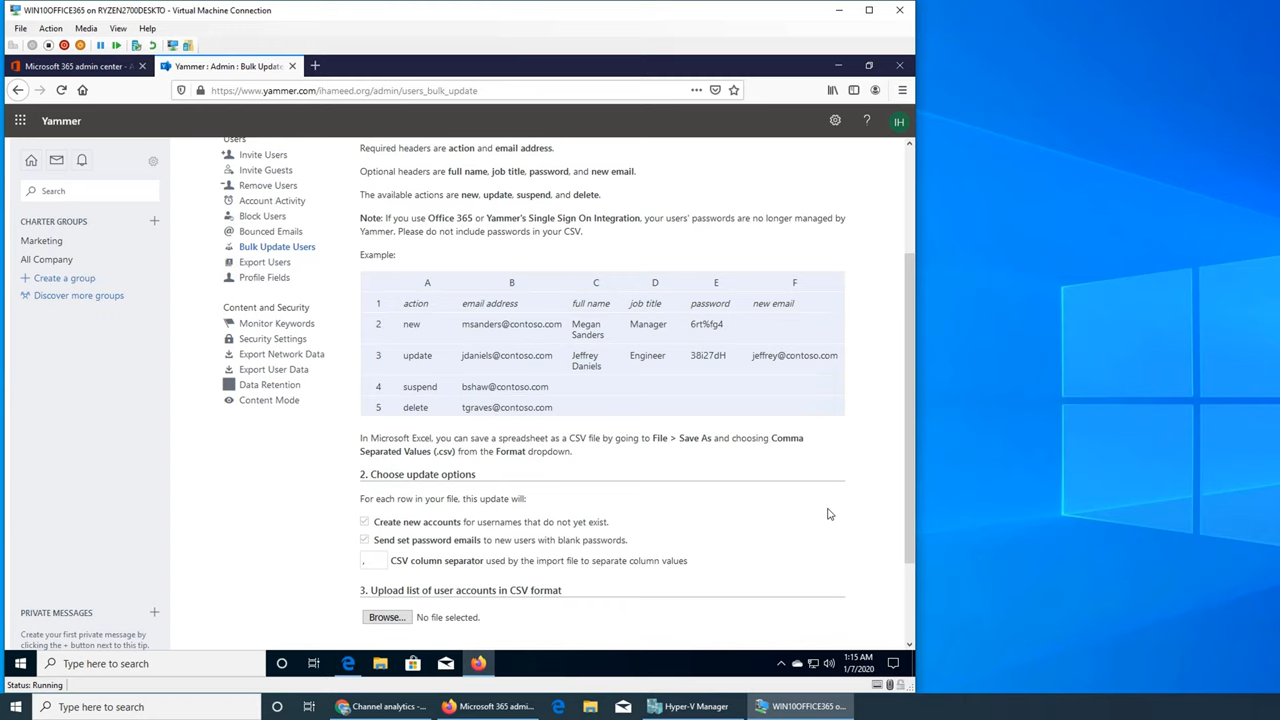 WIN10OFFICE365 on RYZEN2700DESKTO - Virtual Machine Connection
File Action Media View Help
Microsoft 365 admin center - A
Yammer : Admin : Bulk Update
https://www.yammer.com/ihameed.org/admin/users_bulk_update
Yammer
IH
Search
CHARTER GROUPS
Marketing
All Company
Create a group
Discover more groups
PRIVATE MESSAGES
Create your first private message by
clicking the + button next to this tip.
Users
Invite Users
Invite Guests
Remove Users
Account Activity
Block Users
Bounced Emails
Bulk Update Users
Export Users
Profile Fields
Content and Security
Monitor Keywords
Security Settings
Export Network Data
Export User Data
Data Retention
Content Mode
Required headers are action and email address.
Optional headers are full name, job title, password, and new email.
The available actions are new, update, suspend, and delete.
Note: If you use Office 365 or Yammer's Single Sign On Integration, your users' passwords are no longer managed by
Yammer. Please do not include passwords in your CSV.
Example:
A B C D E F
1 action email address full name job title password new email
2 new msanders@contoso.com Megan Sanders Manager 6rt%fg4
3 update jdaniels@contoso.com Jeffrey Daniels Engineer 38i27dH jeffrey@contoso.com
4 suspend bshaw@contoso.com
5 delete tgraves@contoso.com
In Microsoft Excel, you can save a spreadsheet as a CSV file by going to File > Save As and choosing Comma
Separated Values (.csv) from the Format dropdown.
2. Choose update options
For each row in your file, this update will:
Create new accounts for usernames that do not yet exist.
Send set password emails to new users with blank passwords.
, CSV column separator used by the import file to separate column values
3. Upload list of user accounts in CSV format
Browse... No file selected.
Type here to search
1:15 AM
1/7/2020
Status: Running
Type here to search
Channel analytics -...
Microsoft 365 admi...
Hyper-V Manager
WIN10OFFICE365 o...